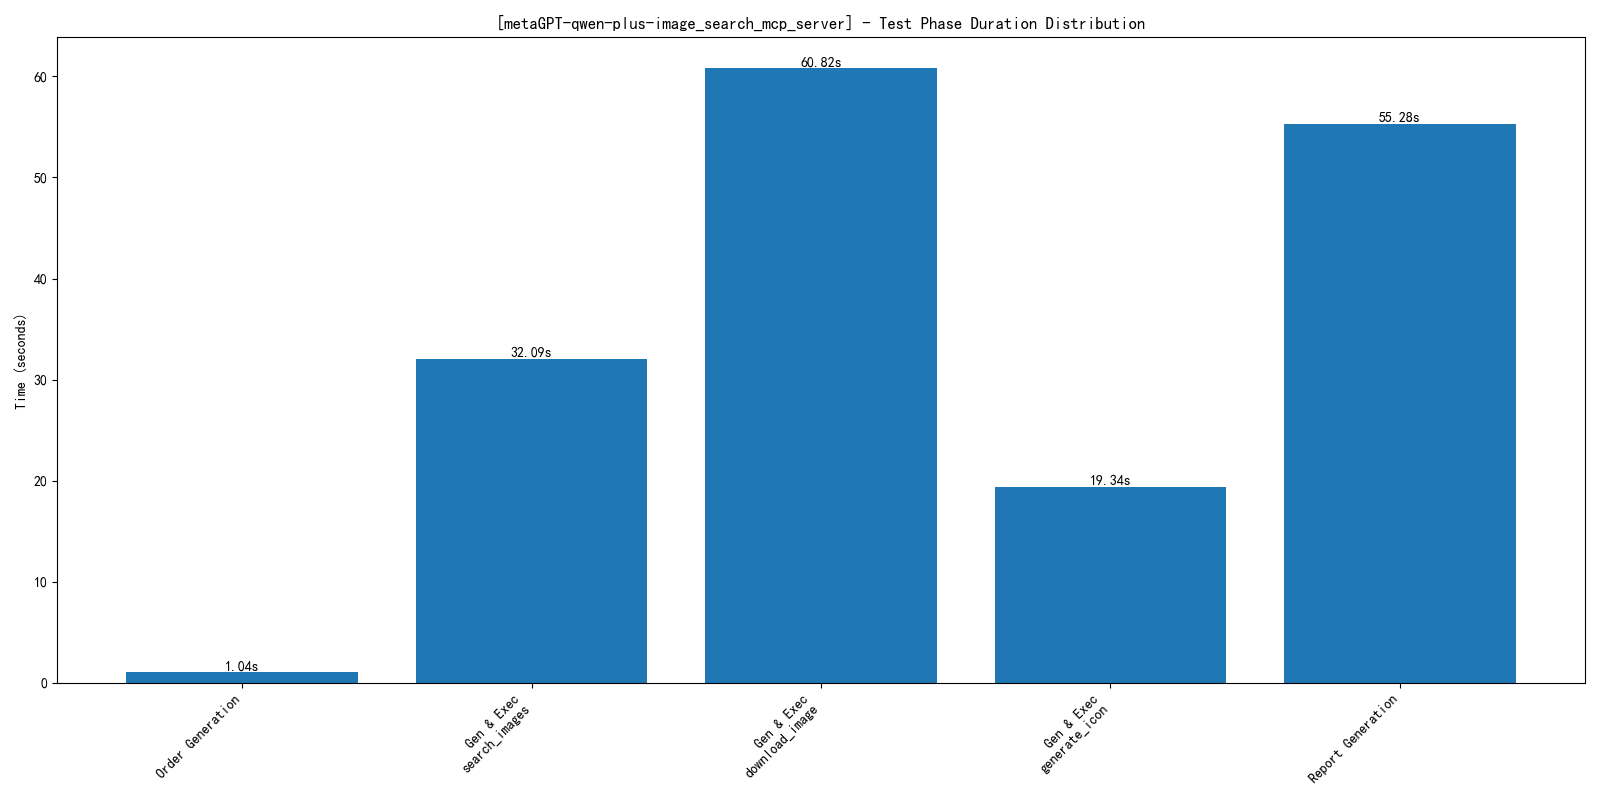 [metaGPT-qwen-plus-image_search_mcp_server] - Test Phase Duration Distribution
Time (seconds)
60
50
40
30
20
10
0
1.04s
32.09s
60.82s
19.34s
55.28s
Order Generation
Gen & Exec
search_images
Gen & Exec
download_image
Gen & Exec
generate_icon
Report Generation